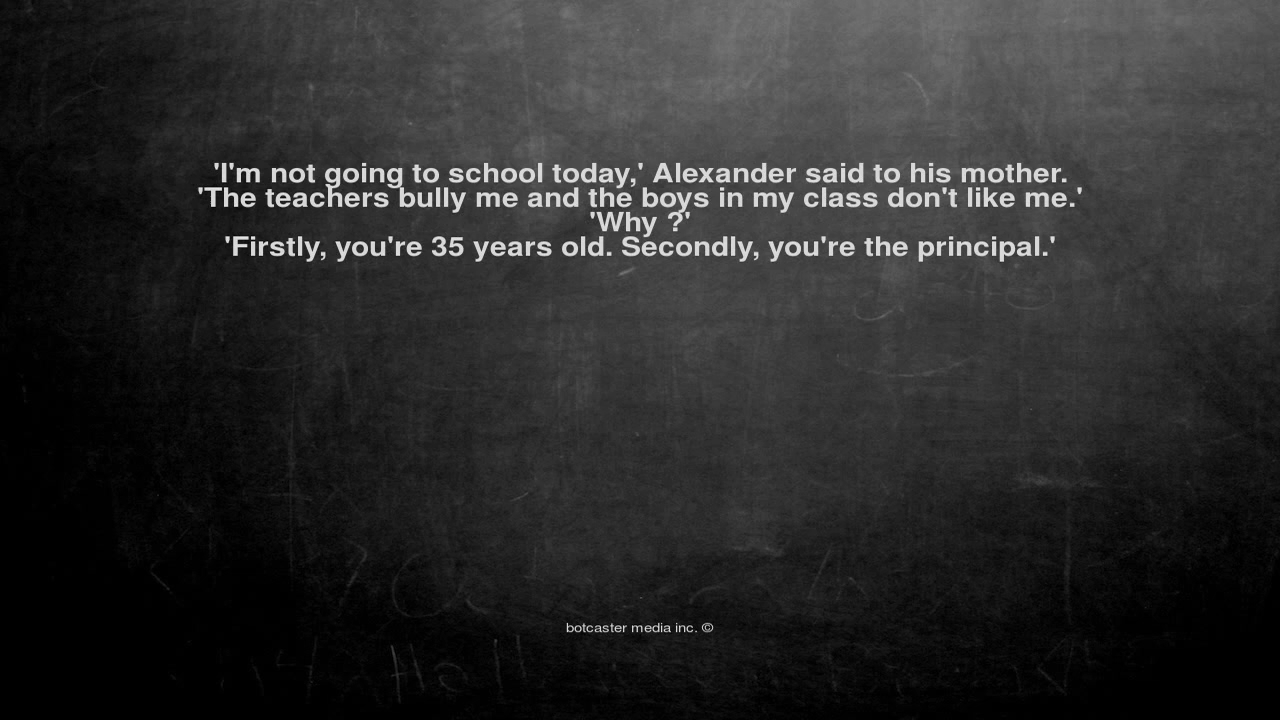 'I'm not going to school today,' Alexander said to his mother.
'The teachers bully me and the boys in my class don't like me.'
'Why ?'
'Firstly, you're 35 years old. Secondly, you're the principal.'
botcaster media inc. ©